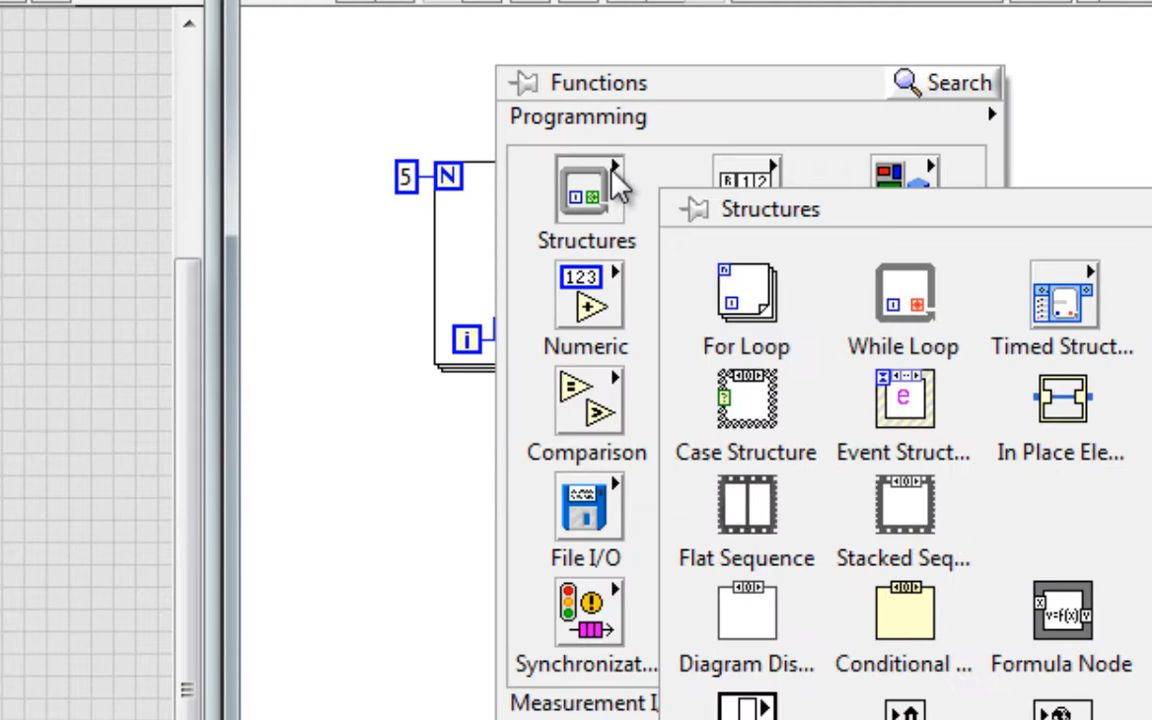 Functions
Search
Programming
5
N
i
Structures
123
Numeric
Comparison
File I/O
Synchronizat...
Measurement I
Structures
For Loop
While Loop
Timed Struct...
Case Structure
Event Struct...
In Place Ele...
Flat Sequence
Stacked Seq...
Diagram Dis...
Conditional ...
Formula Node